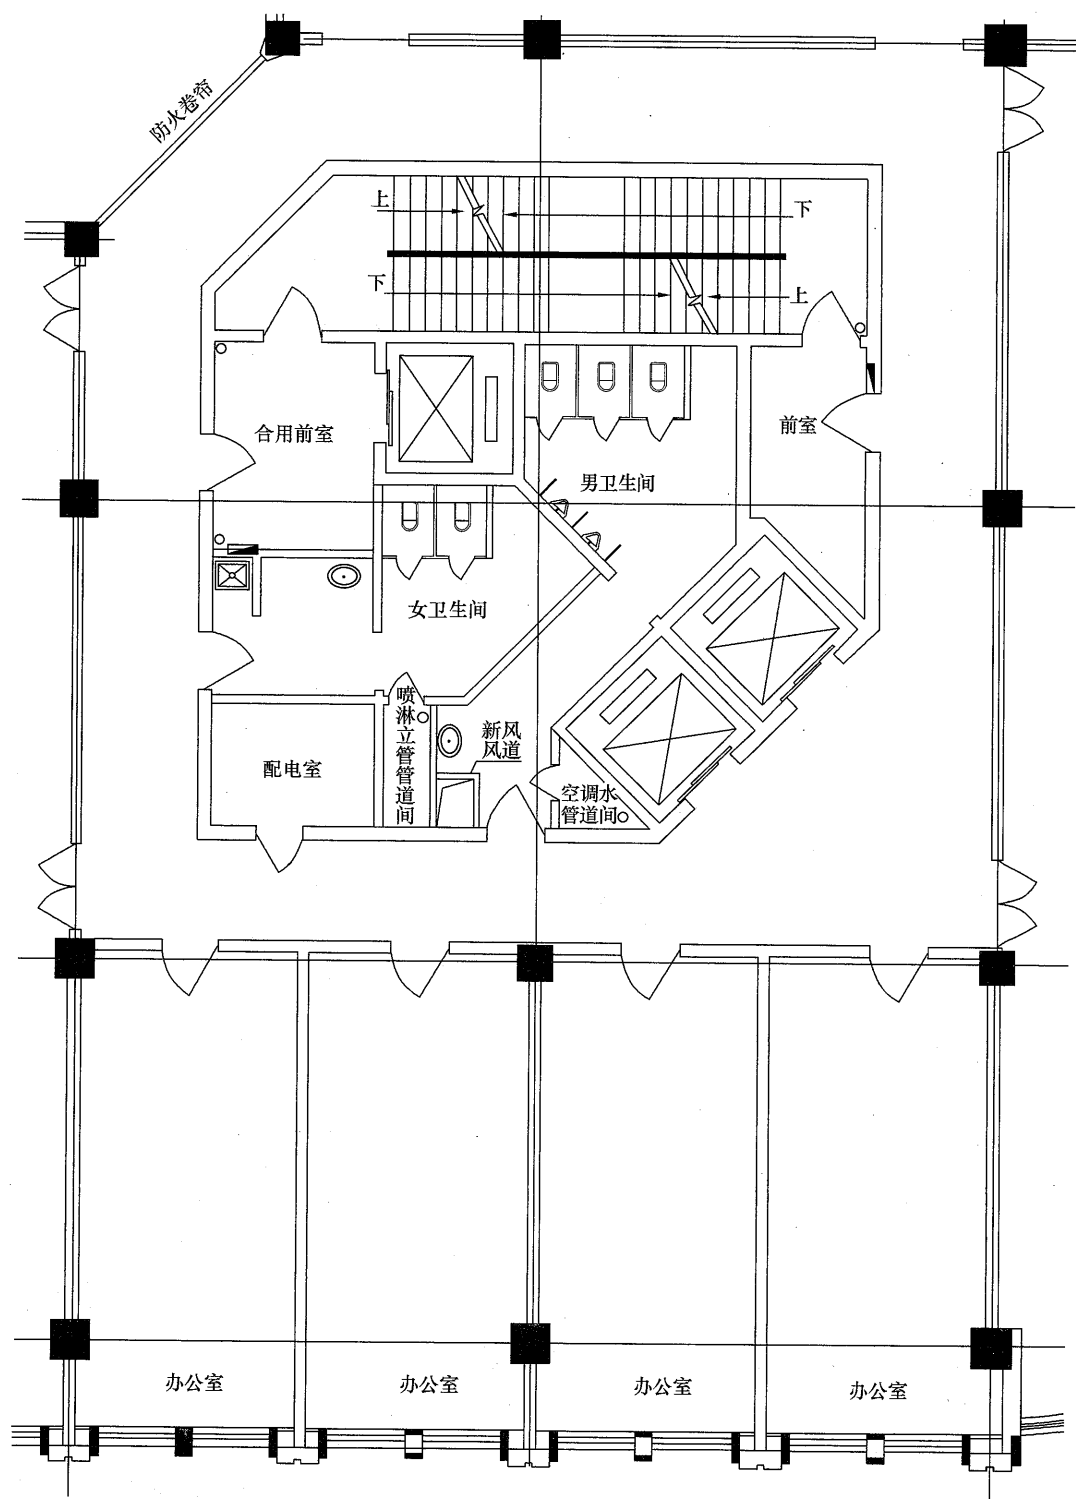 防火卷帘
上
下
下
上
合用前室
前室
男卫生间
女卫生间
喷淋立管管道间
新风
风道
配电室
空调水
管道间
办公室
办公室
办公室
办公室